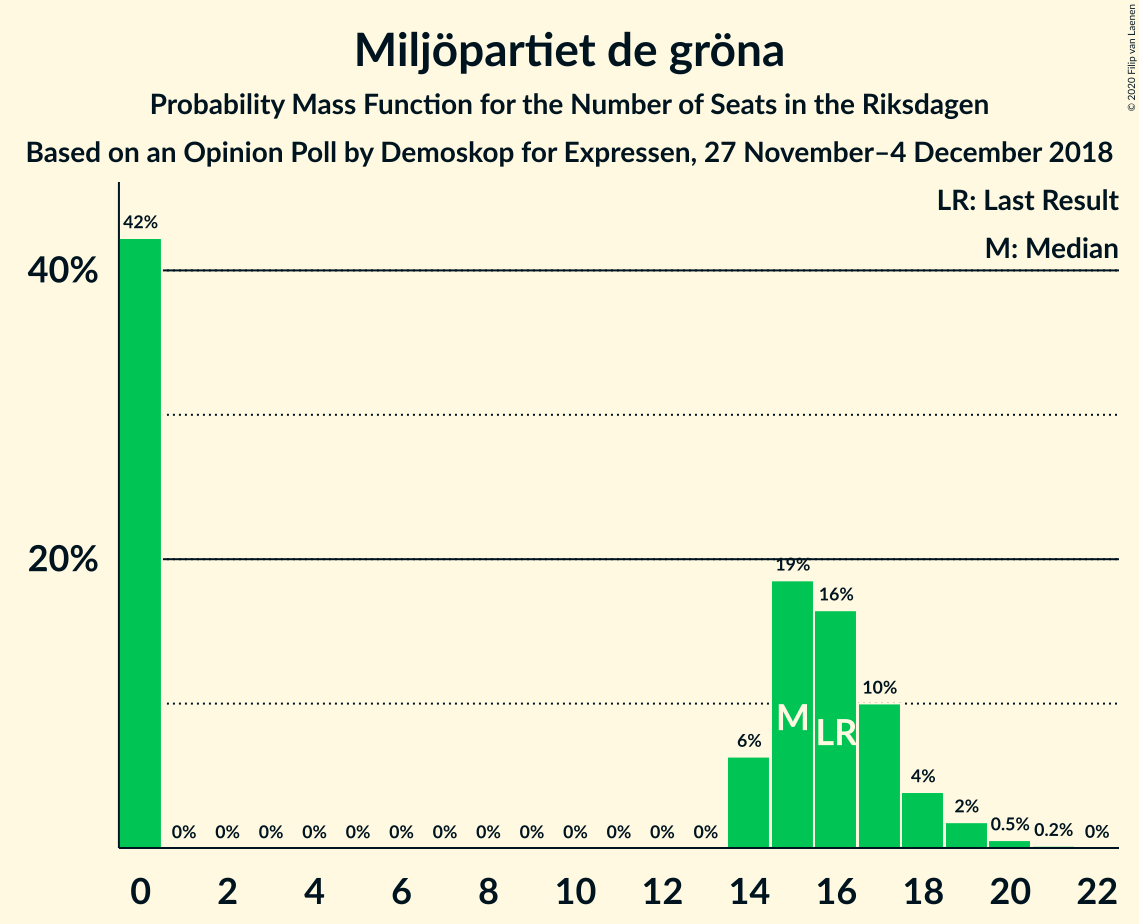 Miljöpartiet de gröna
Probability Mass Function for the Number of Seats in the Riksdagen
Based on an Opinion Poll by Demoskop for Expressen, 27 November–4 December 2018
© 2020 Filip van Laenen
LR: Last Result
M: Median
42%
40%
20%
19%
16%
10%
M
LR
6%
4%
2%
0% 0% 0% 0% 0% 0% 0% 0% 0% 0% 0% 0% 0% 0.5% 0.2% 0%
0 2 4 6 8 10 12 14 16 18 20 22